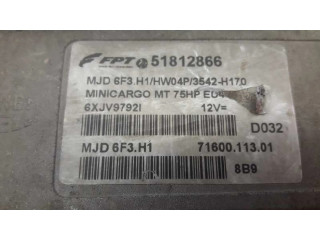 FPT 51812866
MJD 6F3.H1/HW04P/3542-H170
MINICARGO MT 75HP
6XJV9792I 12V=
D032
MJD 6F3.H1 71600.113.01
8B9